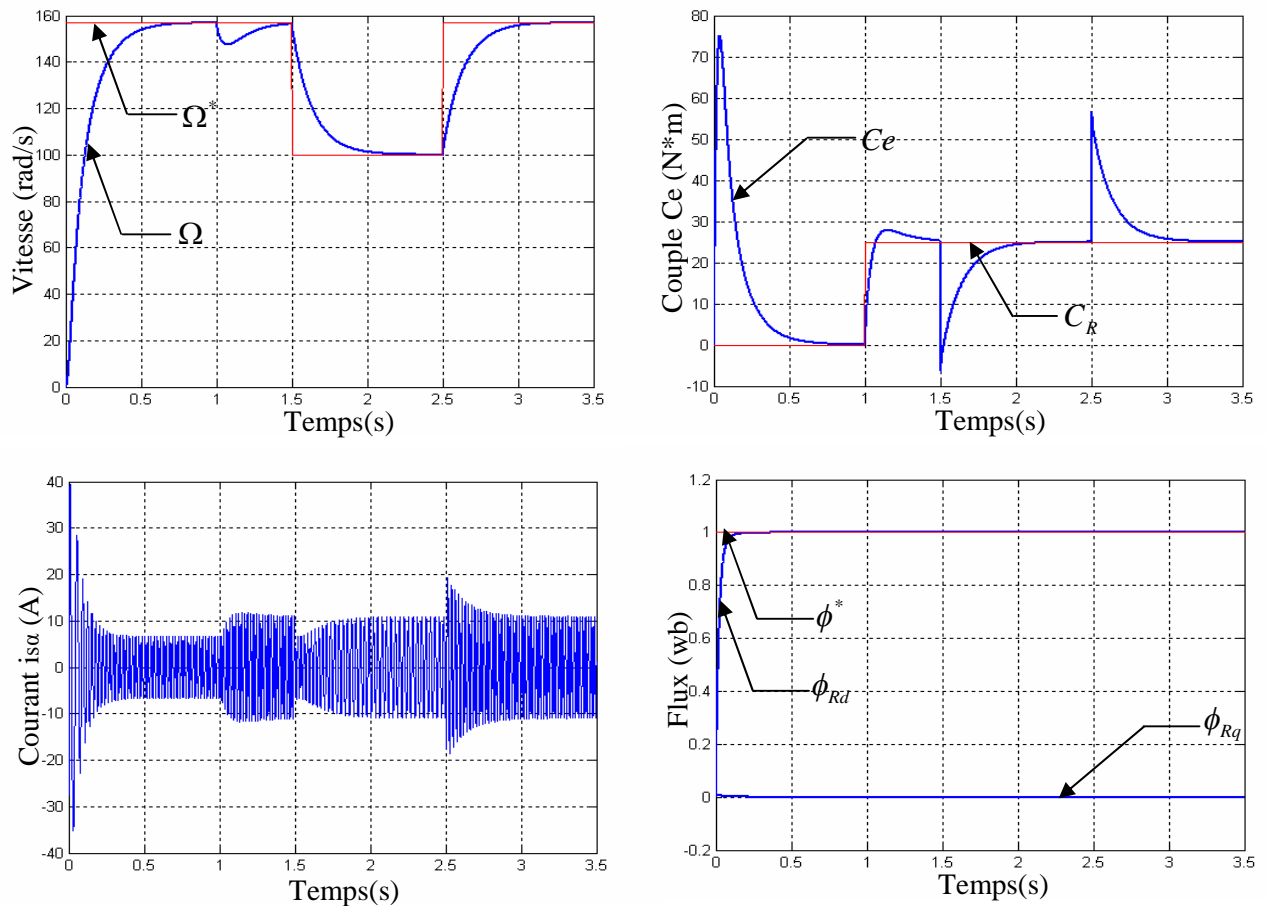 Vitesse (rad/s)
160
140
120
100
80
60
40
20
0
Ω*
Ω
0 0.5 1 1.5 2 2.5 3 3.5
Temps(s)
Couple Ce (N*m)
80
70
60
50
40
30
20
10
0
-10
Ce
C_R
0 0.5 1 1.5 2 2.5 3 3.5
Temps(s)
Courant isα (A)
40
30
20
10
0
-10
-20
-30
-40
0 0.5 1 1.5 2 2.5 3 3.5
Temps(s)
Flux (wb)
1.2
1
0.8
0.6
0.4
0.2
0
-0.2
ϕ*
ϕ_Rd
ϕ_Rq
0 0.5 1 1.5 2 2.5 3 3.5
Temps(s)